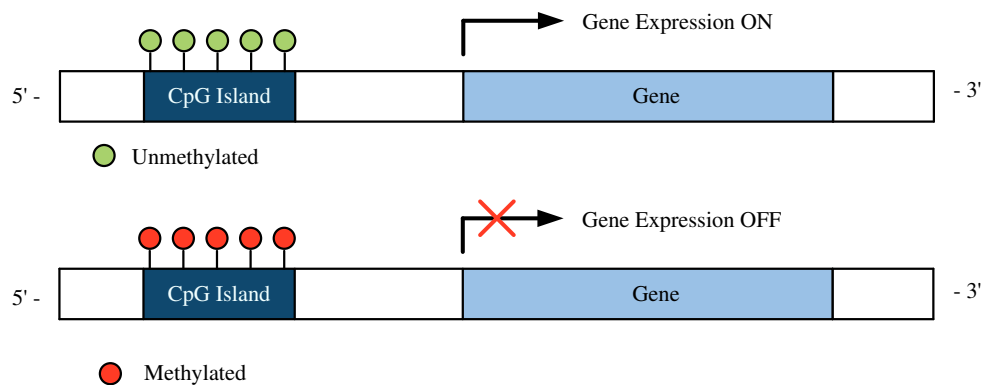 Gene Expression ON
5' -
CpG Island
Gene
- 3'
Unmethylated
Gene Expression OFF
5' -
CpG Island
Gene
- 3'
Methylated